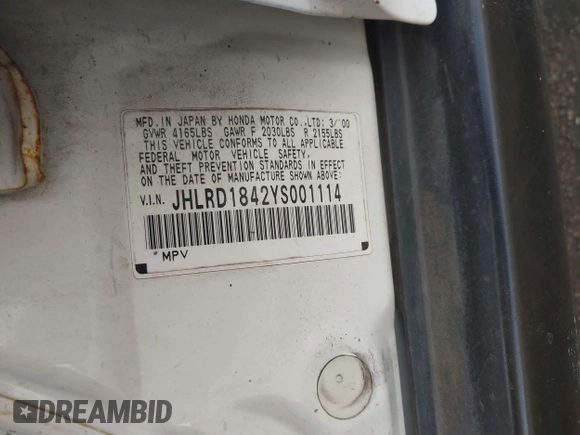 MFD. IN JAPAN BY HONDA MOTOR CO.,LTD: 3/'00
GVWR 4165LBS GAWR F 2030LBS R 2155LBS
THIS VEHICLE CONFORMS TO ALL APPLICABLE
FEDERAL MOTOR VEHICLE SAFETY,
AND THEFT PREVENTION STANDARDS IN EFFECT
ON THE DATE OF MANUFACTURE SHOWN ABOVE:
V.I.N. JHLRD1842YS001114
* MPV
DREAMBID